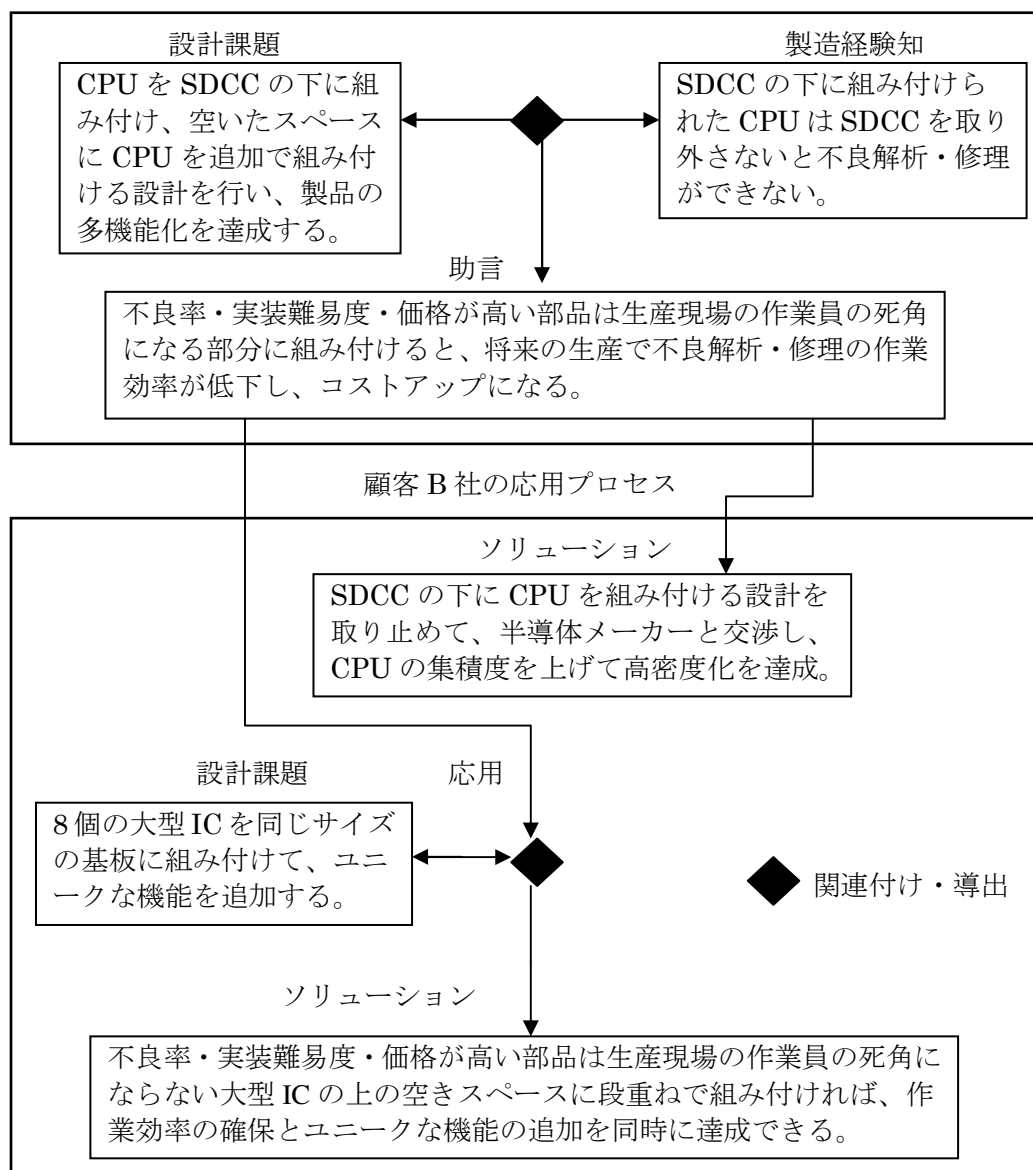 設計課題
製造経験知
CPU を SDCC の下に組
み付け、空いたスペース
に CPU を追加で組み付
ける設計を行い、製品の
多機能化を達成する。
SDCC の下に組み付けら
れた CPU は SDCC を取り
外さないと不良解析・修理
ができない。
助言
不良率・実装難易度・価格が高い部品は生産現場の作業員の死角
になる部分に組み付けると、将来の生産で不良解析・修理の作業
効率が低下し、コストアップになる。
顧客 B 社の応用プロセス
ソリューション
SDCC の下に CPU を組み付ける設計を
取り止めて、半導体メーカーと交渉し、
CPU の集積度を上げて高密度化を達成。
設計課題
応用
8 個の大型 IC を同じサイズ
の基板に組み付けて、ユニ
ークな機能を追加する。
関連付け・導出
ソリューション
不良率・実装難易度・価格が高い部品は生産現場の作業員の死角に
ならない大型 IC の上の空きスペースに段重ねで組み付ければ、作
業効率の確保とユニークな機能の追加を同時に達成できる。